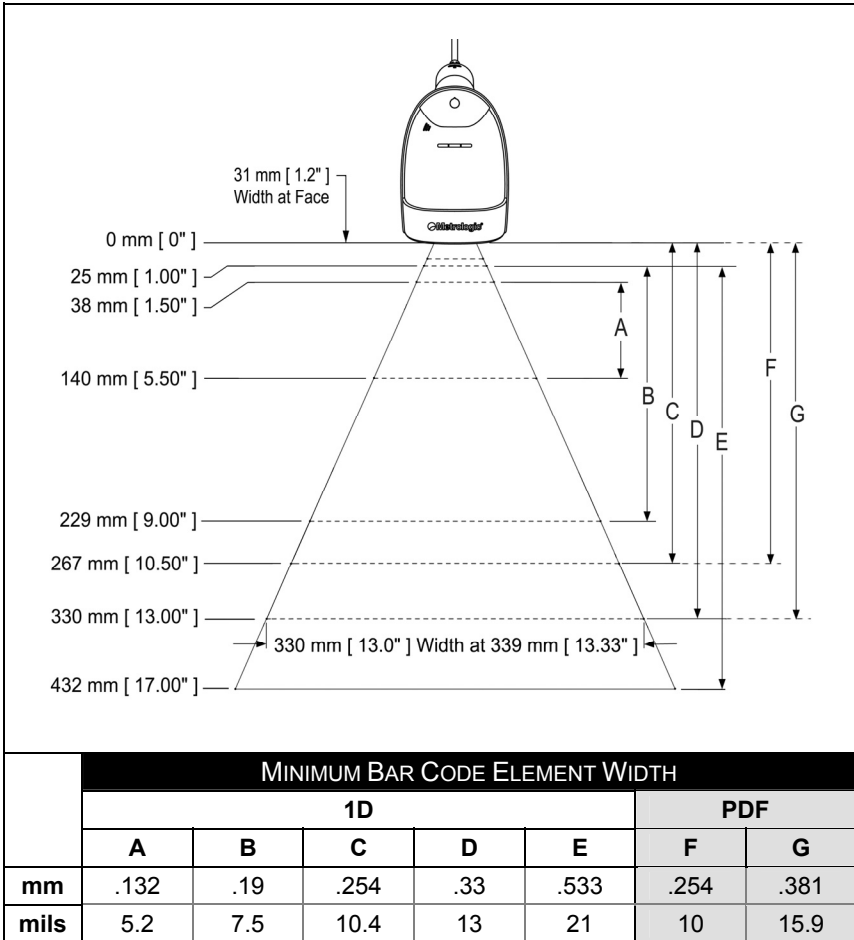 31 mm [ 1.2" ]
Width at Face
Metrologic
0 mm [ 0" ]
25 mm [ 1.00" ]
38 mm [ 1.50" ]
A
140 mm [ 5.50" ]
F
B
C
G
D
E
229 mm [ 9.00" ]
267 mm [ 10.50" ]
330 mm [ 13.00" ]
330 mm [ 13.0" ] Width at 339 mm [ 13.33" ]
432 mm [ 17.00" ]
MINIMUM BAR CODE ELEMENT WIDTH
1D PDF
A B C D E F G
mm .132 .19 .254 .33 .533 .254 .381
mils 5.2 7.5 10.4 13 21 10 15.9